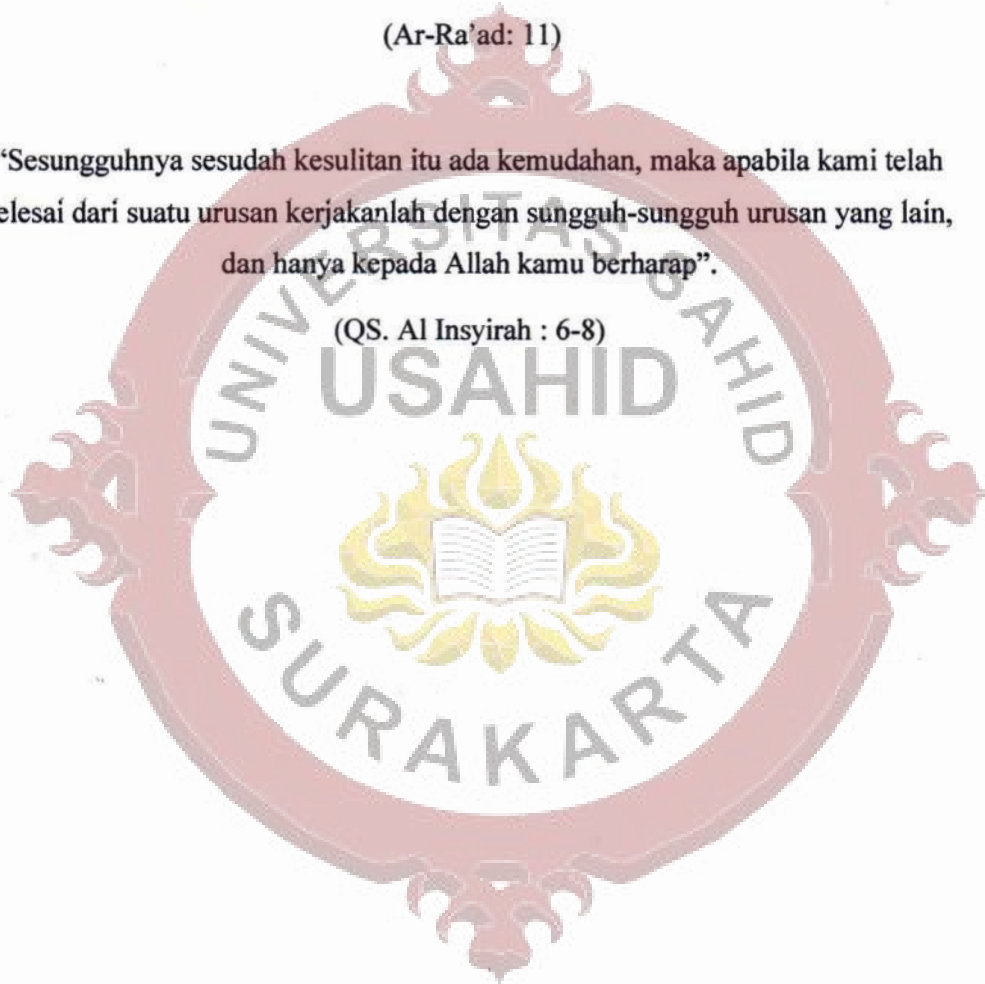 (Ar-Ra'ad: 11)
“Sesungguhnya sesudah kesulitan itu ada kemudahan, maka apabila kami telah
elesai dari suatu urusan kerjakanlah dengan sungguh-sungguh urusan yang lain,
dan hanya kepada Allah kamu berharap”.
(QS. Al Insyirah : 6-8)
UNIVERSITAS SAHID
USAHID
SURAKARTA